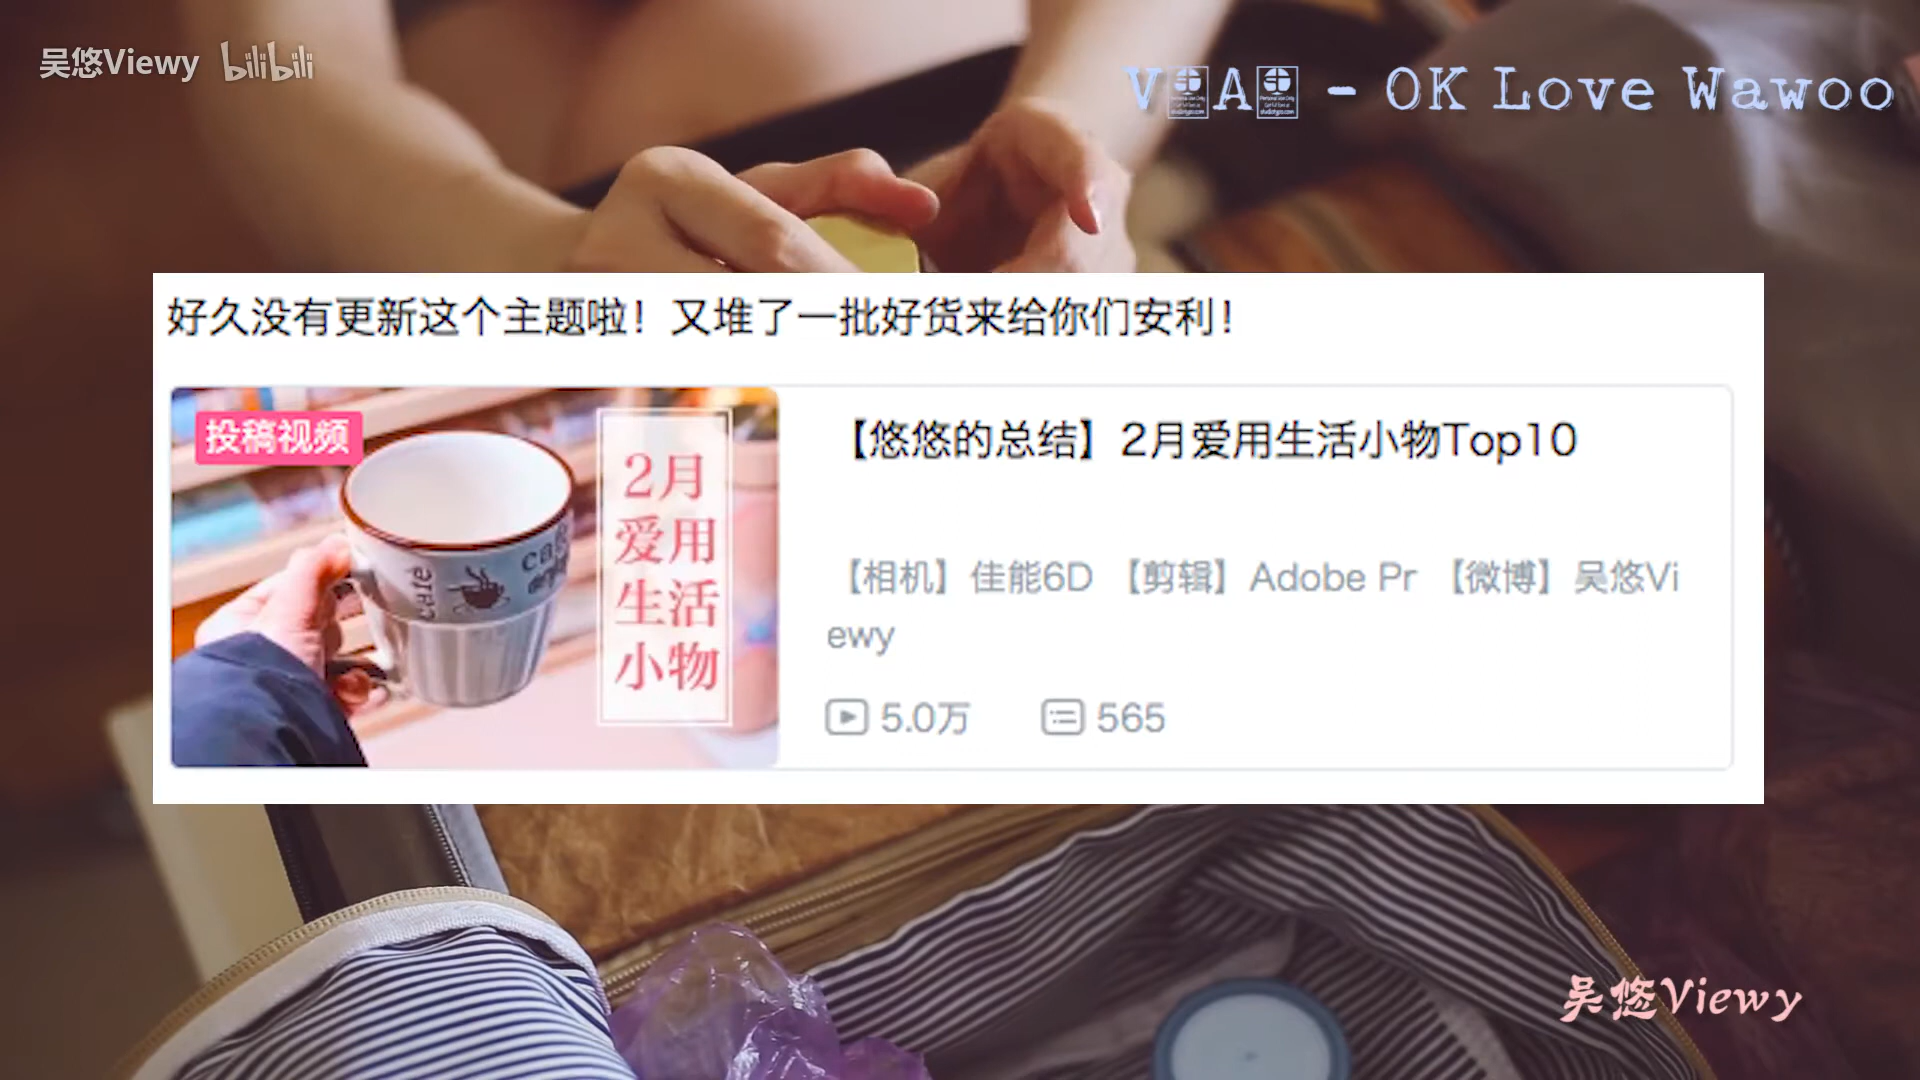 吴悠Viewy bilibili
V A - OK Love Wawoo
好久没有更新这个主题啦！又堆了一批好货来给你们安利！
投稿视频
2月
爱用
生活
小物
café
café
【悠悠的总结】2月爱用生活小物Top10
【相机】佳能6D 【剪辑】Adobe Pr 【微博】吴悠Vi
ewy
5.0万 565
吴悠Viewy